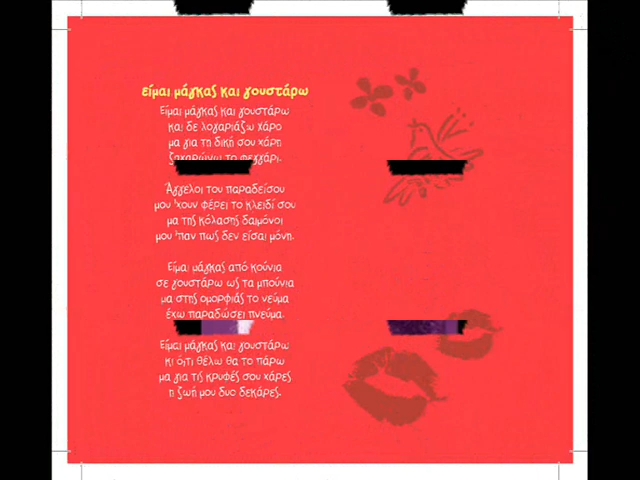 είμαι μάγκας και γουστάρω
Είμαι μάγκας και γουστάρω
και δε λογαριάζω χάρο
μα για τη δική σου χάρη
ζαχαρώνω το φεγγάρι.
Άγγελοι του παραδείσου
μου 'χουν φέρει το κλειδί σου
μα της κόλασης δαιμόνοι
μου 'παν πως δεν είσαι μόνη.
Είμαι μάγκας από κούνια
σε γουστάρω ως τα μπούνια
μα στης ομορφιάς το νεύμα
έχω παραδώσει πνεύμα.
Είμαι μάγκας και γουστάρω
κι ό,τι θέλω θα το πάρω
μα για τις κρυφές σου χάρες
η ζωή μου δυο δεκάρες.